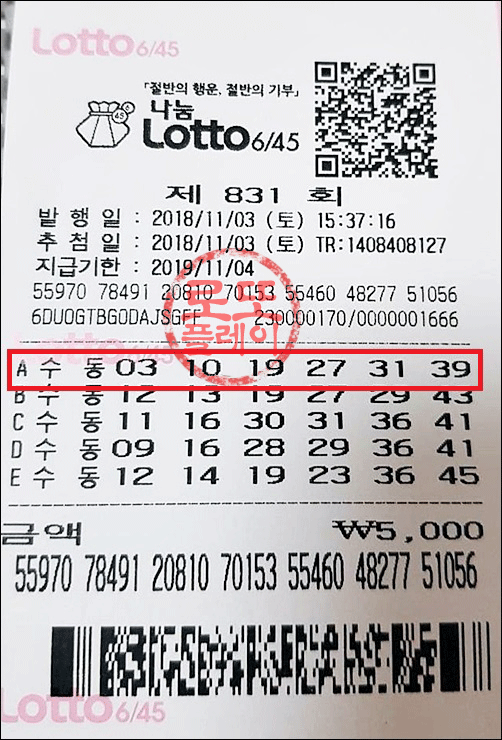 Lotto 6/45
「절반의 행운, 절반의 기부」
나눔
Lotto 6/45
제 831 회
발 행 일 : 2018/11/03 (토) 15:37:16
추 첨 일 : 2018/11/03 (토) TR:1408408127
지급기한 : 2019/11/04
55970 78491 20810 70153 55460 48277 51056
230000170/0000001666
로또
플레이
A 수 동 03 10 19 27 31 39
B 수 동 12 13 19 27 29 43
C 수 동 11 16 30 31 36 41
D 수 동 09 16 28 29 36 41
E 수 동 12 14 19 23 36 45
금액 ₩5,000
55970 78491 20810 70153 55460 48277 51056
Lotto 6/45